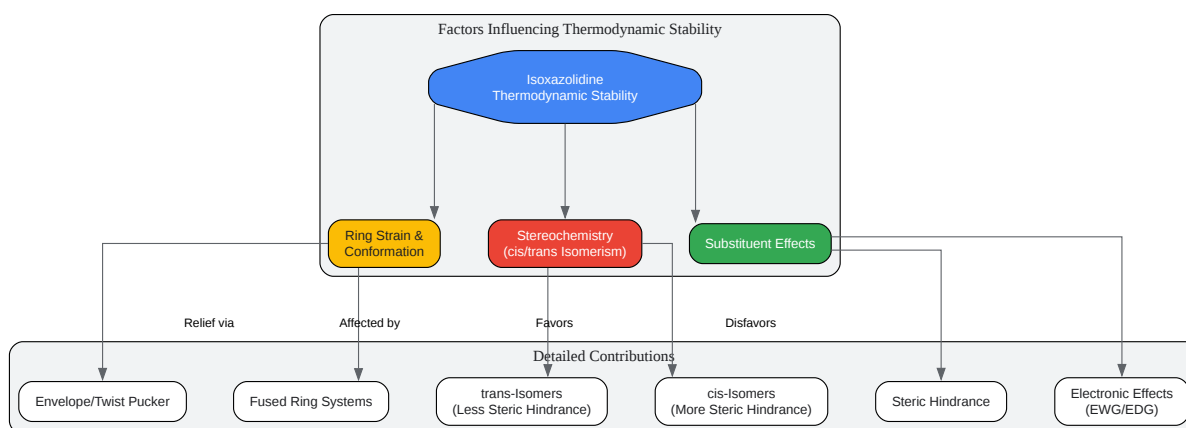 Factors Influencing Thermodynamic Stability
Isoxazolidine
Thermodynamic Stability
Ring Strain &
Conformation
Stereochemistry
(cis/trans Isomerism)
Substituent Effects
Relief via
Affected by
Favors
Disfavors
Detailed Contributions
Envelope/Twist Pucker
Fused Ring Systems
trans-Isomers
(Less Steric Hindrance)
cis-Isomers
(More Steric Hindrance)
Steric Hindrance
Electronic Effects
(EWG/EDG)